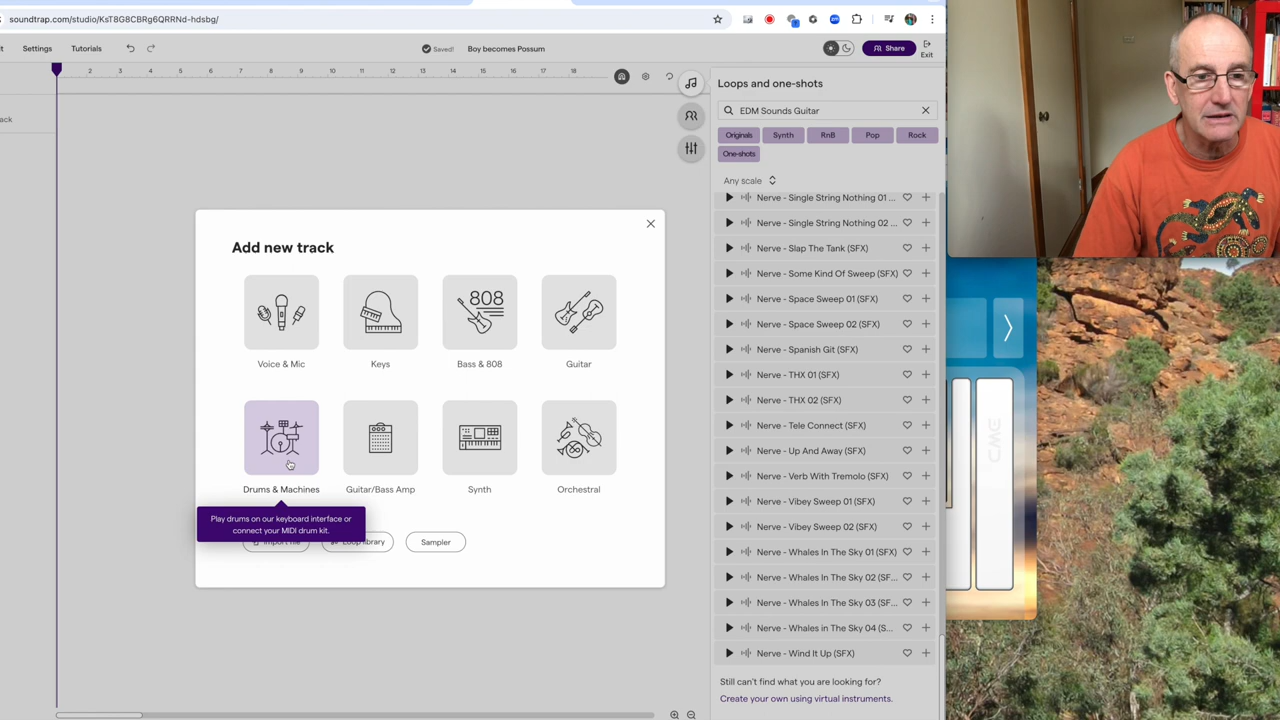 soundtrap.com/studio/KsT8G8CBRg6QRRNd-hdsbg/
Settings Tutorials Saved! Boy becomes Possum Share Exit
2 3 4 5 6 7 8 9 10 11 12 13 14 15 16 17 18
ack
Loops and one-shots
EDM Sounds Guitar
Originals Synth RnB Pop Rock
One-shots
Any scale
Nerve - Single String Nothing 01 ...
Nerve - Single String Nothing 02 ...
Nerve - Slap The Tank (SFX)
Nerve - Some Kind Of Sweep (SFX)
Nerve - Space Sweep 01 (SFX)
Nerve - Space Sweep 02 (SFX)
Nerve - Spanish Git (SFX)
Nerve - THX 01 (SFX)
Nerve - THX 02 (SFX)
Nerve - Tele Connect (SFX)
Nerve - Up And Away (SFX)
Nerve - Verb With Tremolo (SFX)
Nerve - Vibey Sweep 01 (SFX)
Nerve - Vibey Sweep 02 (SFX)
Nerve - Whales In The Sky 01 (SFX)
Nerve - Whales In The Sky 02 (SFX)
Nerve - Whales In The Sky 03 (SF...
Nerve - Whales in The Sky 04 (S...
Nerve - Wind It Up (SFX)
Still can't find what you are looking for?
Create your own using virtual instruments.
Add new track
808
Voice & Mic Keys Bass & 808 Guitar
Drums & Machines Guitar/Bass Amp Synth Orchestral
Play drums on our keyboard interface or
connect your MIDI drum kit.
Import file Loop library Sampler
CME